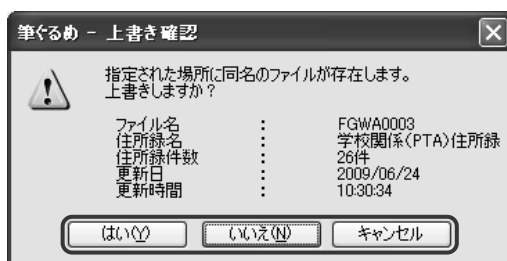 筆ぐるめ - 上書き確認
指定された場所に同名のファイルが存在します。
上書きしますか？
ファイル名 : FGWA0003
住所録名 : 学校関係(PTA)住所録
住所録件数 : 26件
更新日 : 2009/06/24
更新時間 : 10:30:34
はい(Y) いいえ(N) キャンセル